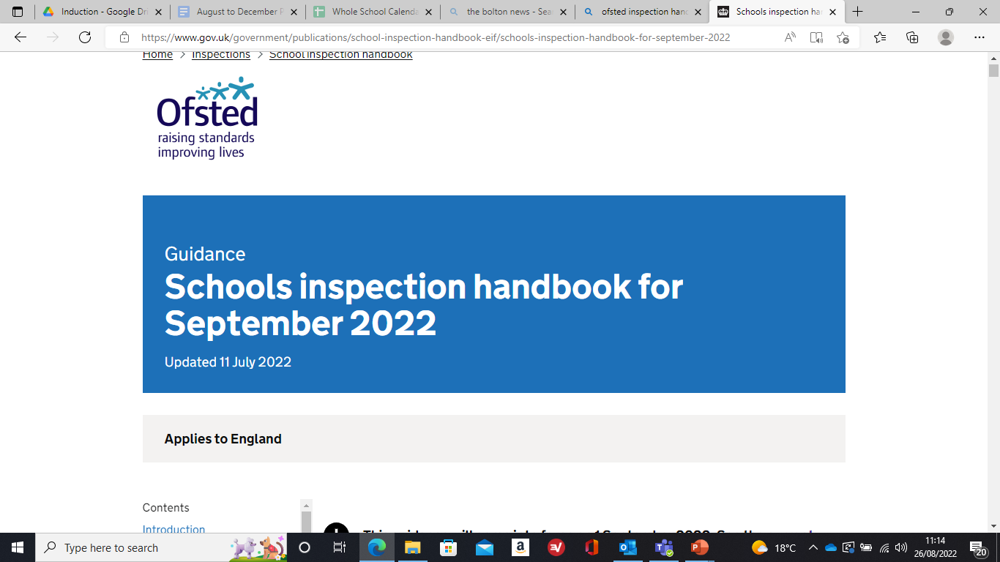 Induction - Google Dri
August to December P
Whole School Calenda
the bolton news - Sea
ofsted inspection hand
Schools inspection ha
https://www.gov.uk/government/publications/school-inspection-handbook-eif/schools-inspection-handbook-for-september-2022
Home > Inspections > School inspection handbook
Ofsted
raising standards
improving lives
Guidance
Schools inspection handbook for
September 2022
Updated 11 July 2022
Applies to England
Contents
Introduction
Type here to search
18°C
11:14
26/08/2022
20